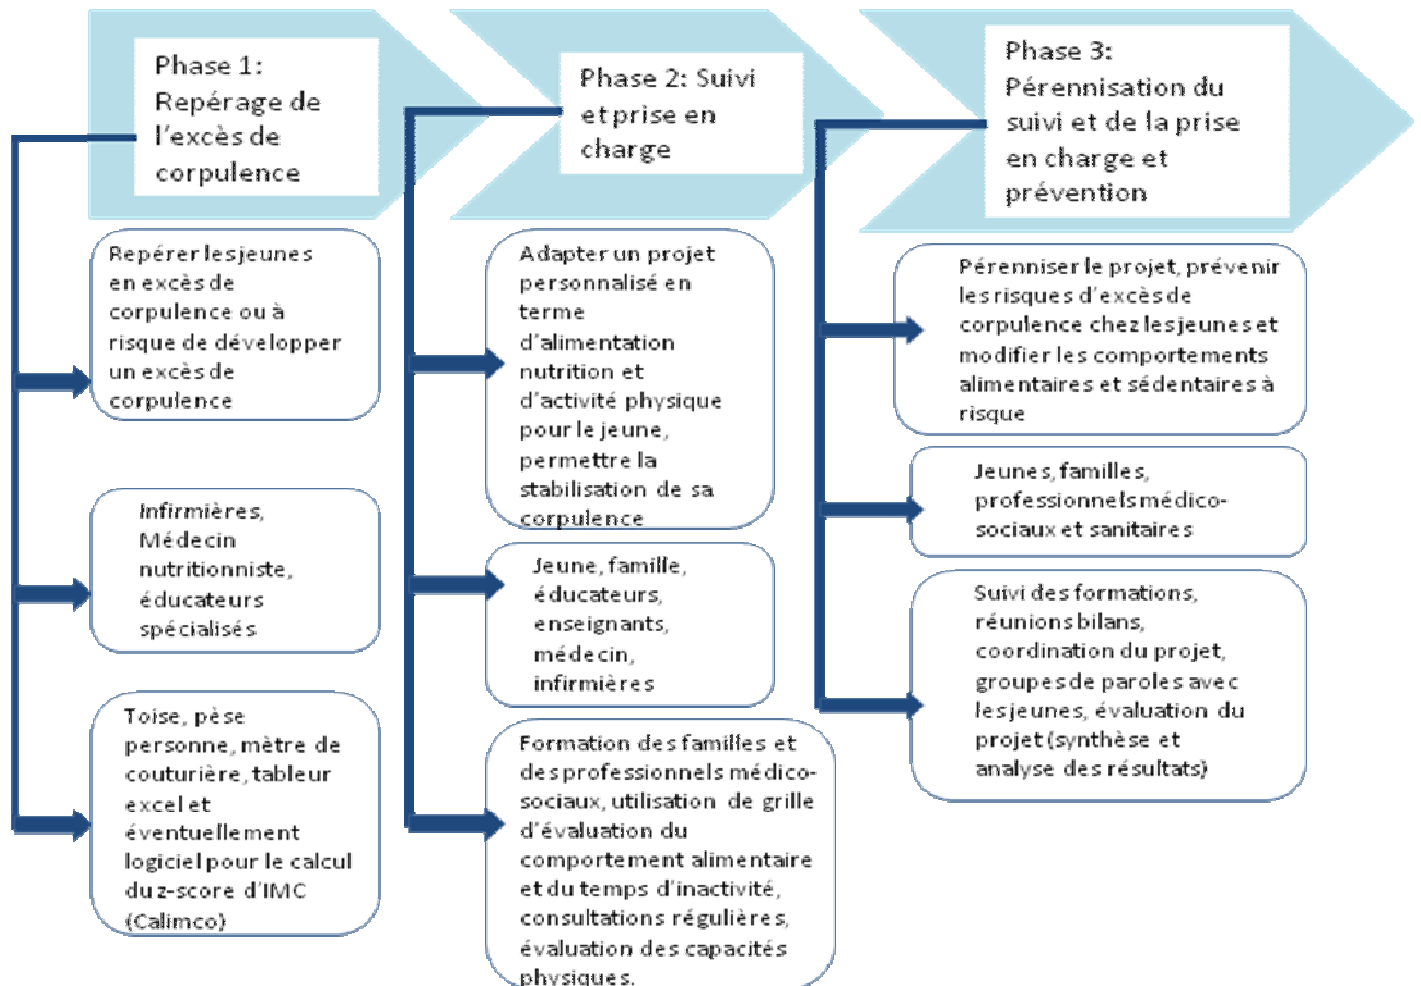 Phase 1:
Repérage de
l'excès de
corpulence
Repérer les jeunes
en excès de
corpulence ou à
risque de développer
un excès de
corpulence
Infirmières,
Médecin
nutritionniste,
éducateurs
spécialisés
Toise, pèse
personne, mètre de
couturière, tableur
excel et
éventuellement
logiciel pour le calcul
du z-score d'IMC
(Calimco)
Phase 2: Suivi
et prise en
charge
Adapter un projet
personnalisé en
terme
d'alimentation
nutrition et
d'activité physique
pour le jeune,
permettre la
stabilisation de sa
corpulence
Jeune, famille,
éducateurs,
enseignants,
médecin,
infirmières
Formation des familles et
des professionnels médico-
sociaux, utilisation de grille
d'évaluation du
comportement alimentaire
et du temps d'inactivité,
consultations régulières,
évaluation des capacités
physiques.
Phase 3:
Pérennisation du
suivi et de la prise
en charge et
prévention
Pérenniser le projet, prévenir
les risques d'excès de
corpulence chez les jeunes et
modifier les comportements
alimentaires et sédentaires à
risque
Jeunes, familles,
professionnels médico-
sociaux et sanitaires
Suivi des formations,
réunions bilans,
coordination du projet,
groupes de paroles avec
les jeunes, évaluation du
projet (synthèse et
analyse des résultats)